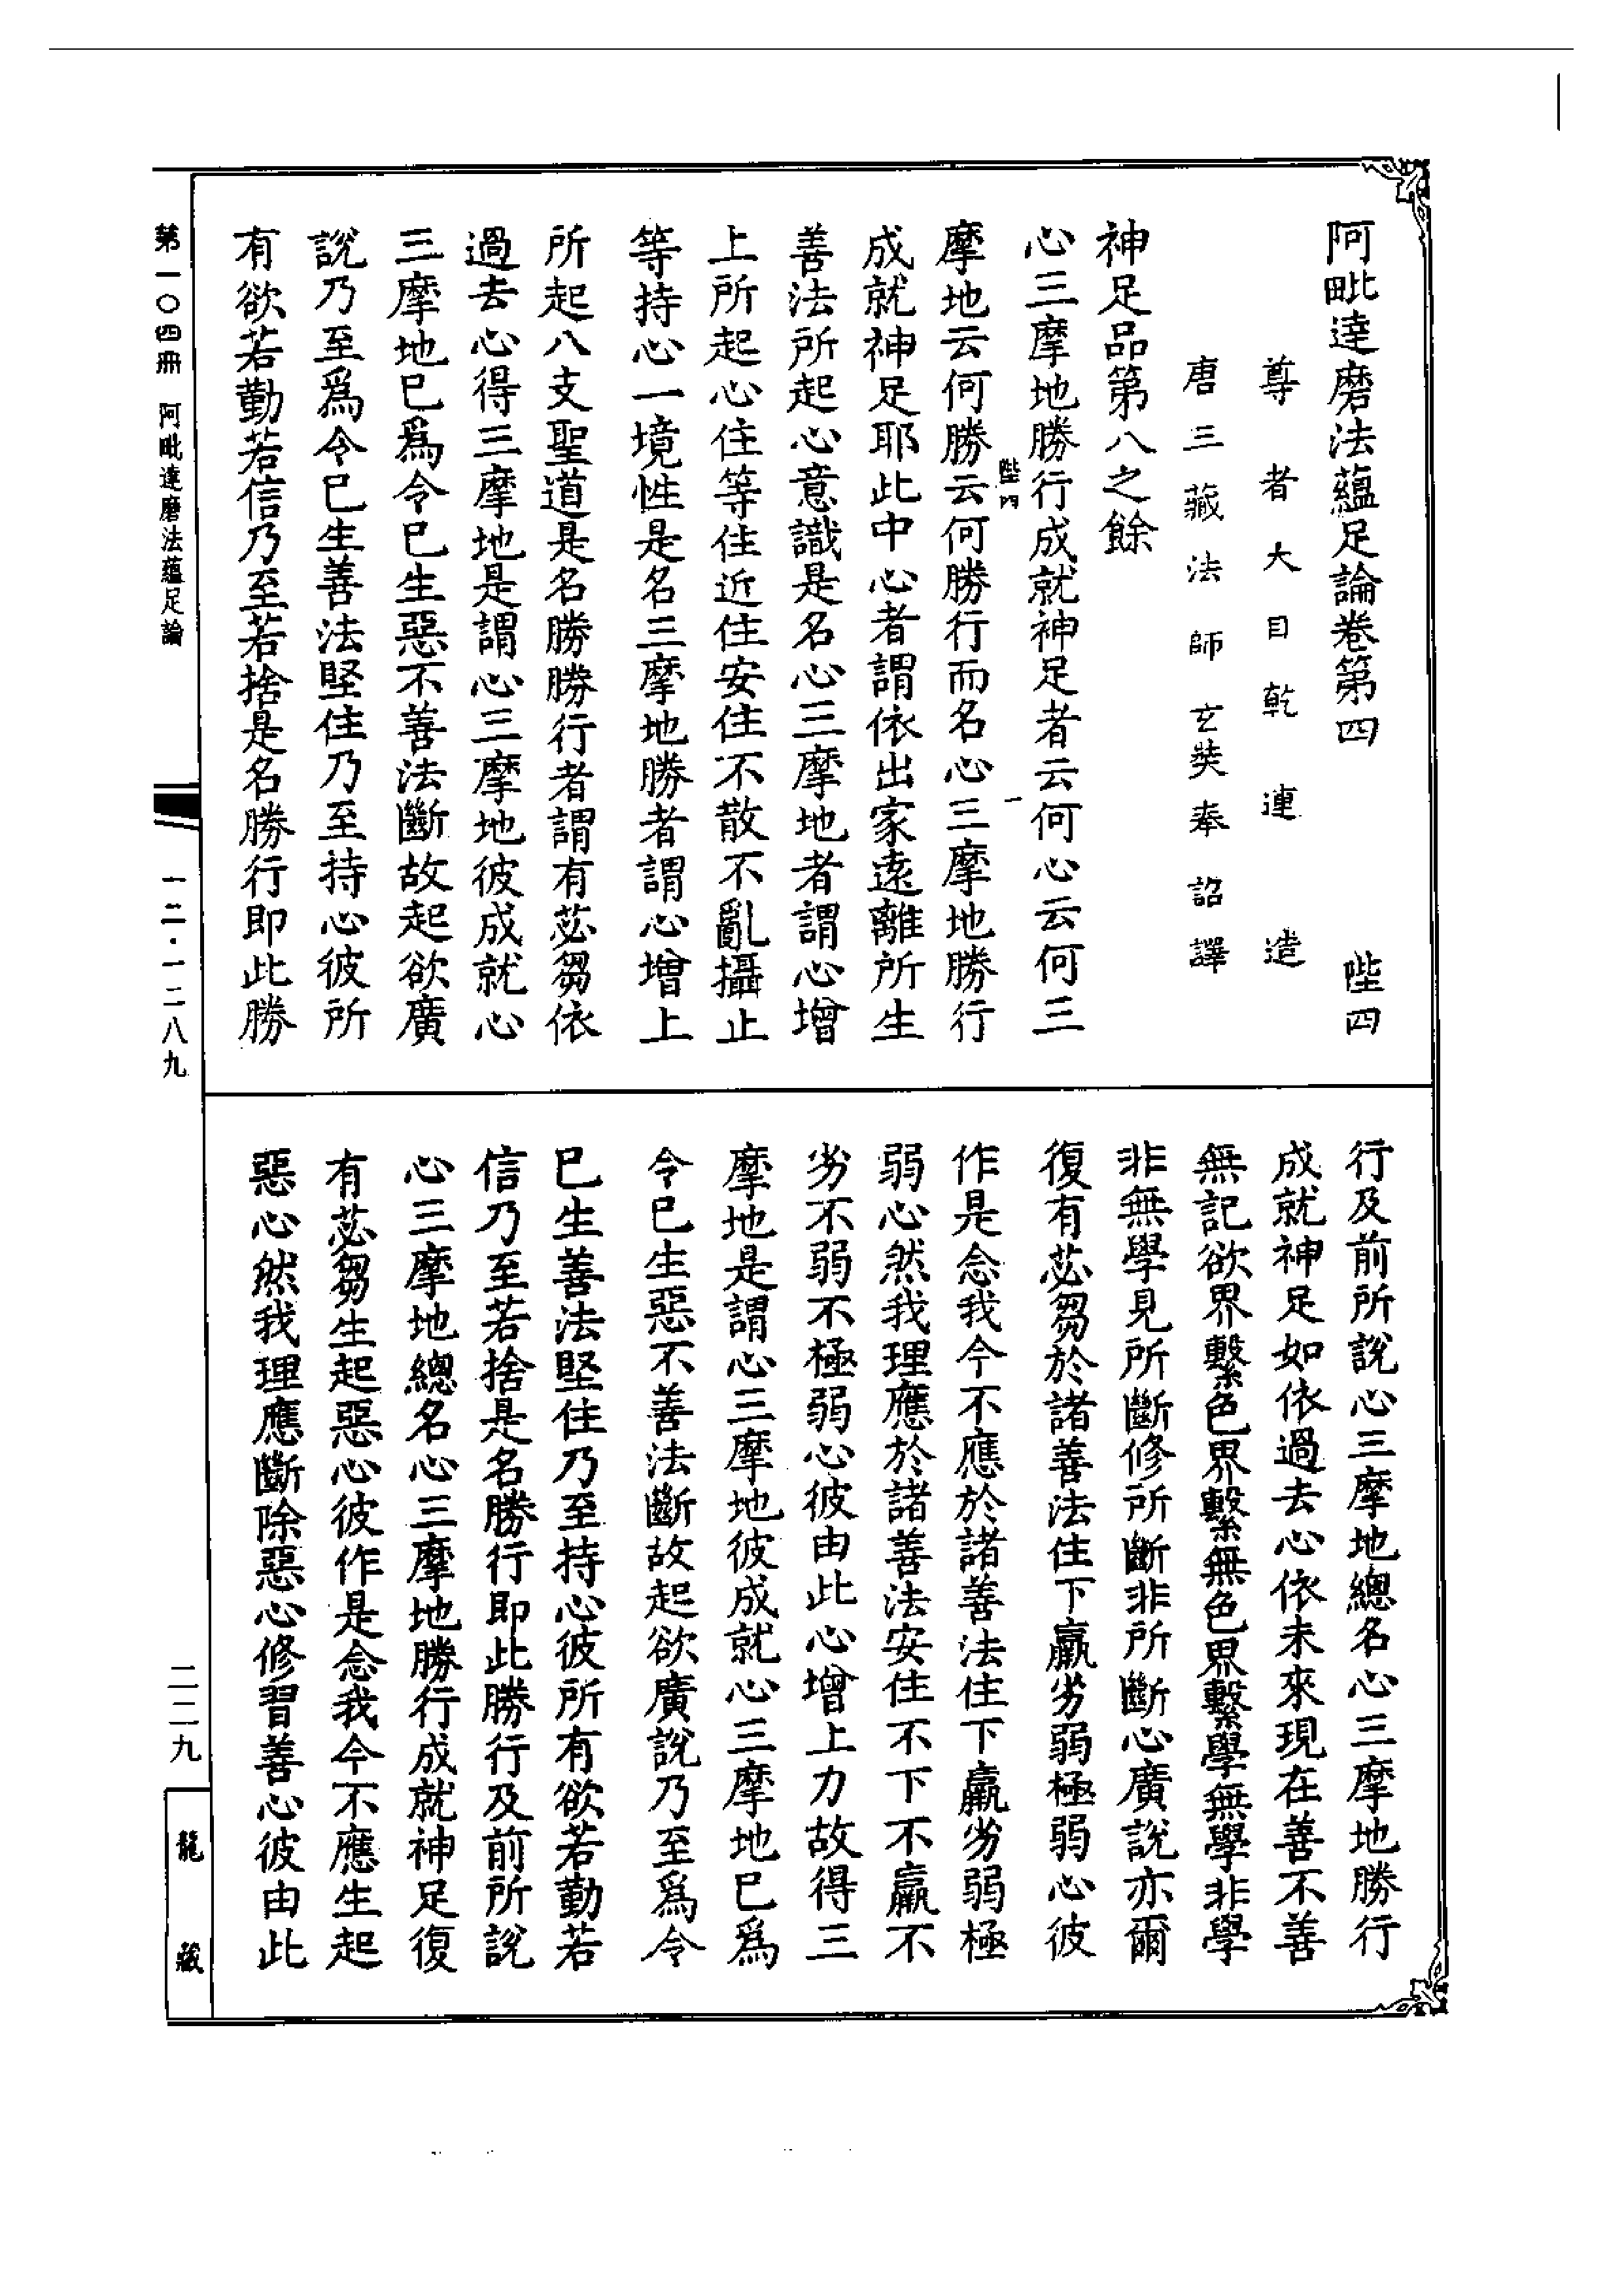 阿毗達磨法蘊足論卷第四　陛四
尊者大目乾連造
唐三藏法師玄奘奉詔譯
神足品第八之餘
心三摩地勝行成就神足者云何心云何三
摩地云何勝云何勝行而名心三摩地勝行
成就神足耶此中心者謂依出家遠離所生
善法所起心意識是名心三摩地者謂心增
上所起心住等住近住安住不散不亂攝止
等持心一境性是名三摩地勝者謂心增上
所起八支聖道是名勝勝行者謂有苾芻依
過去心得三摩地是謂心三摩地彼成就心
三摩地已爲令已生惡不善法斷故起欲廣
說乃至爲令已生善法堅住乃至持心彼所
有欲若勤若信乃至若捨是名勝行即此勝
行及前所說心三摩地總名心三摩地勝行
成就神足如依過去心依未來現在善不善
無記欲界繫色界繫無色界繫學無學非學
非無學見所斷修所斷非所斷心廣說亦爾
復有苾芻於諸善法住下羸劣弱極弱心彼
作是念我今不應於諸善法住下羸劣弱極
弱心然我理應於諸善法安住不下不羸不
劣不弱不極弱心彼由此心增上力故得三
摩地是謂心三摩地彼成就心三摩地已爲
令已生惡不善法斷故起欲廣說乃至爲令
已生善法堅住乃至持心彼所有欲若勤若
信乃至若捨是名勝行即此勝行及前所說
心三摩地總名心三摩地勝行成就神足復
有苾芻生起惡心彼作是念我今不應生起
惡心然我理應斷除惡心修習善心彼由此
第一〇四冊　阿毗達磨法蘊足論
一二·一二八九
二二九
龍藏